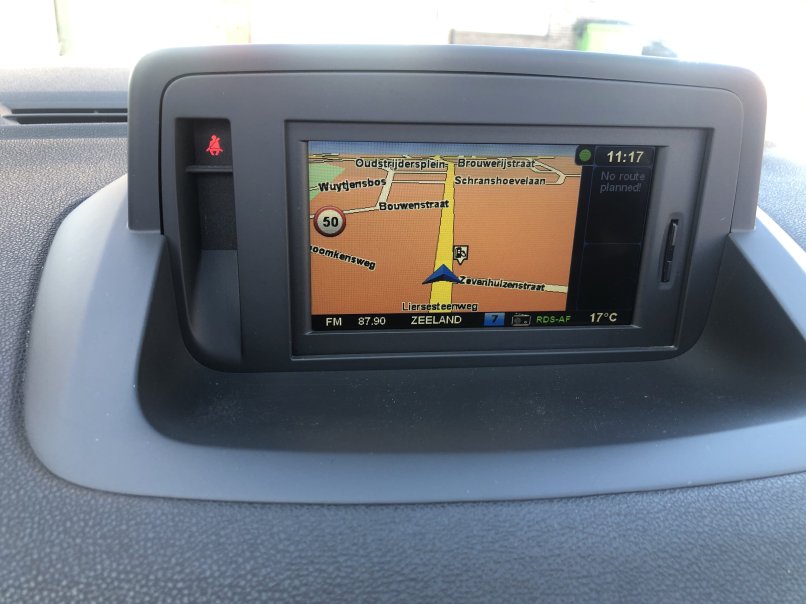 11:17
Oudstrijdersplein
Brouwerijstraat
No route
planned!
Wuytjensbos
Schranshoevelaan
Bouwenstraat
50
oomkensweg
Zevenhuizenstraat
Liersesteenweg
FM 87.90 ZEELAND 7 RDS-AF 17°C